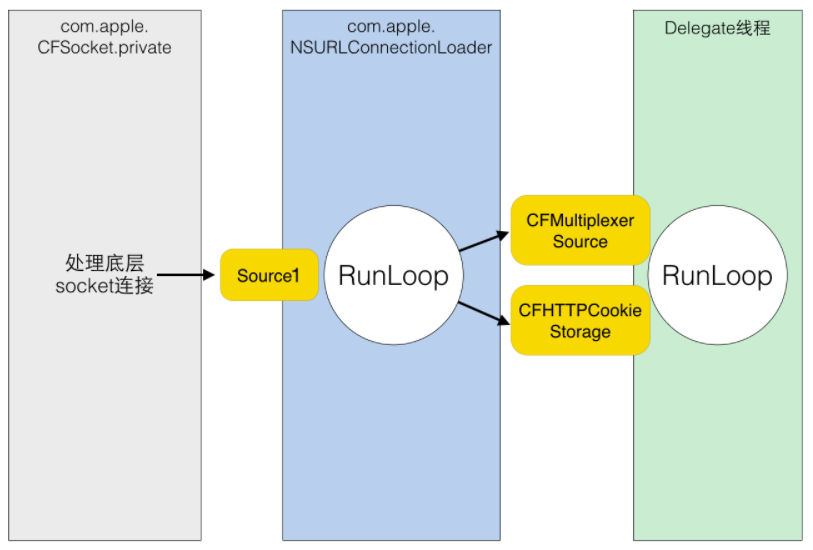 com.apple.
CFSocket.private
处理底层
socket连接
Source1
com.apple.
NSURLConnectionLoader
RunLoop
CFMultiplexer
Source
CFHTTPCookie
Storage
Delegate线程
RunLoop